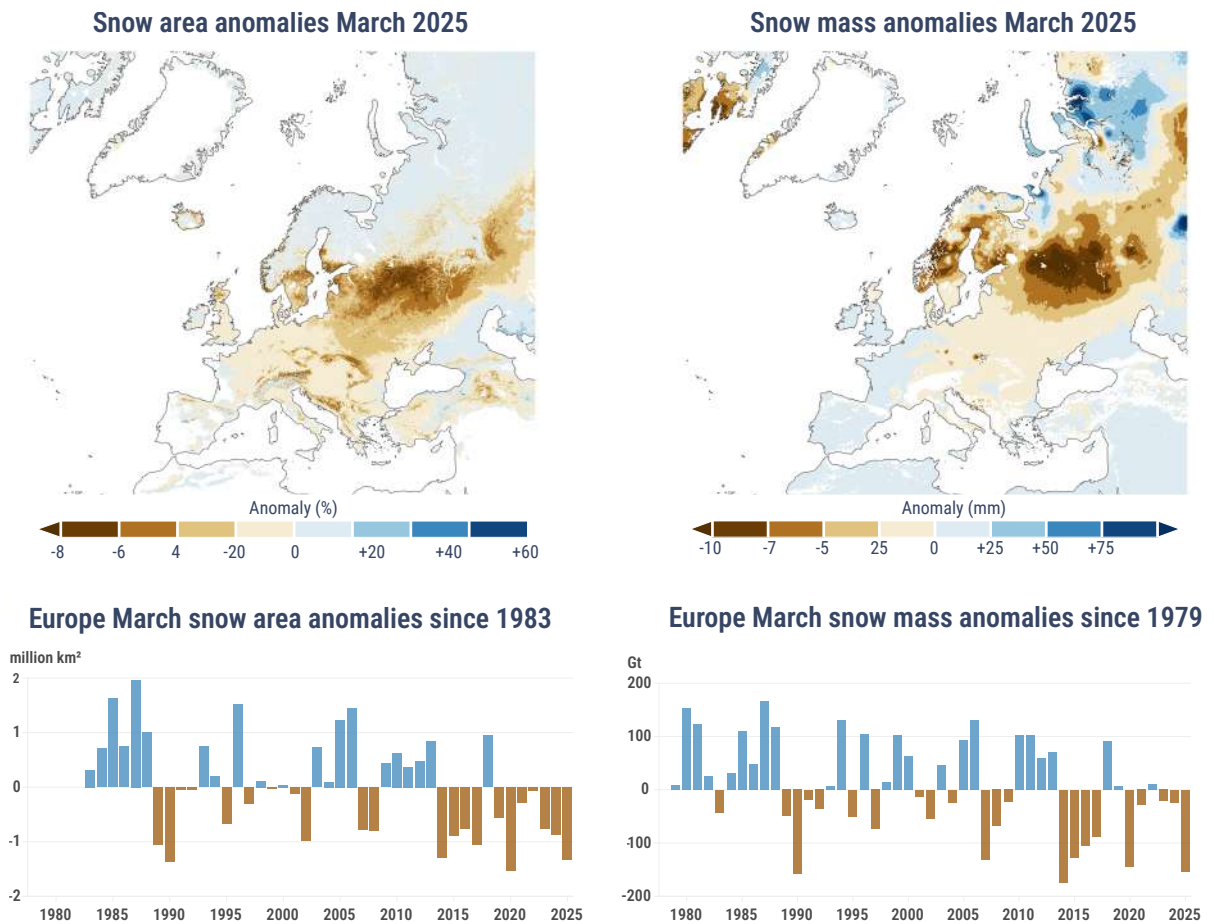 Snow area anomalies March 2025
Snow mass anomalies March 2025
Anomaly (%)
-8 -6 4 -20 0 +20 +40 +60
Anomaly (mm)
-10 -7 -5 25 0 +25 +50 +75
Europe March snow area anomalies since 1983
Europe March snow mass anomalies since 1979
million km²
2
1
0
-1
-2
1980 1985 1990 1995 2000 2005 2010 2015 2020 2025
Gt
200
100
0
-100
-200
1980 1985 1990 1995 2000 2005 2010 2015 2020 2025